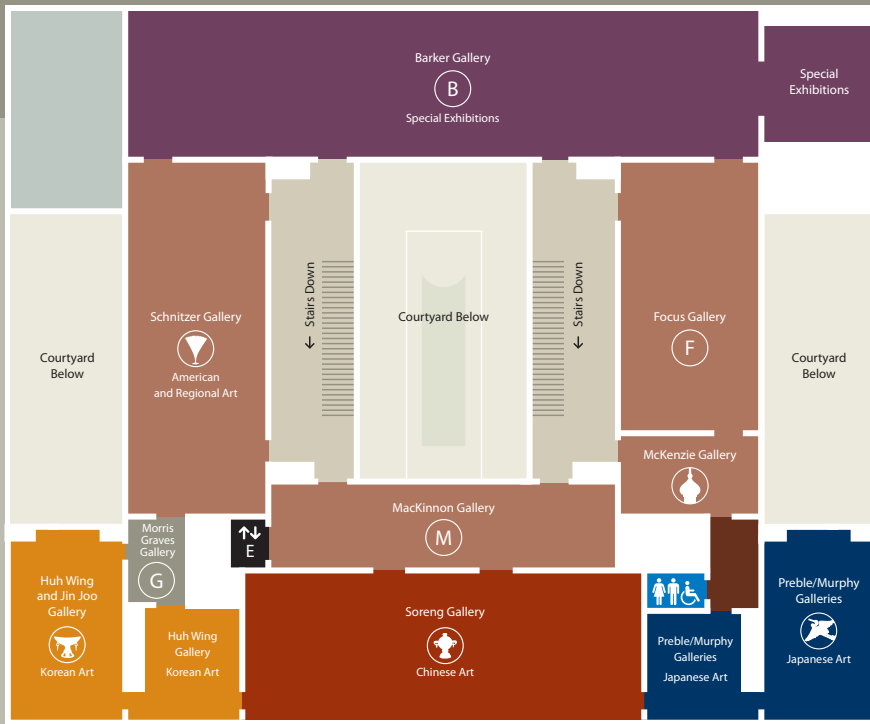 Barker Gallery
B
Special Exhibitions
Special
Exhibitions
Schnitzer Gallery
American
and Regional Art
Stairs Down
Courtyard Below
Stairs Down
Focus Gallery
F
Courtyard
Below
Courtyard
Below
McKenzie Gallery
MacKinnon Gallery
M
Morris
Graves
Gallery
G
E
Huh Wing
and Jin Joo
Gallery
Korean Art
Huh Wing
Gallery
Korean Art
Soreng Gallery
Chinese Art
Preble/Murphy
Galleries
Japanese Art
Preble/Murphy
Galleries
Japanese Art